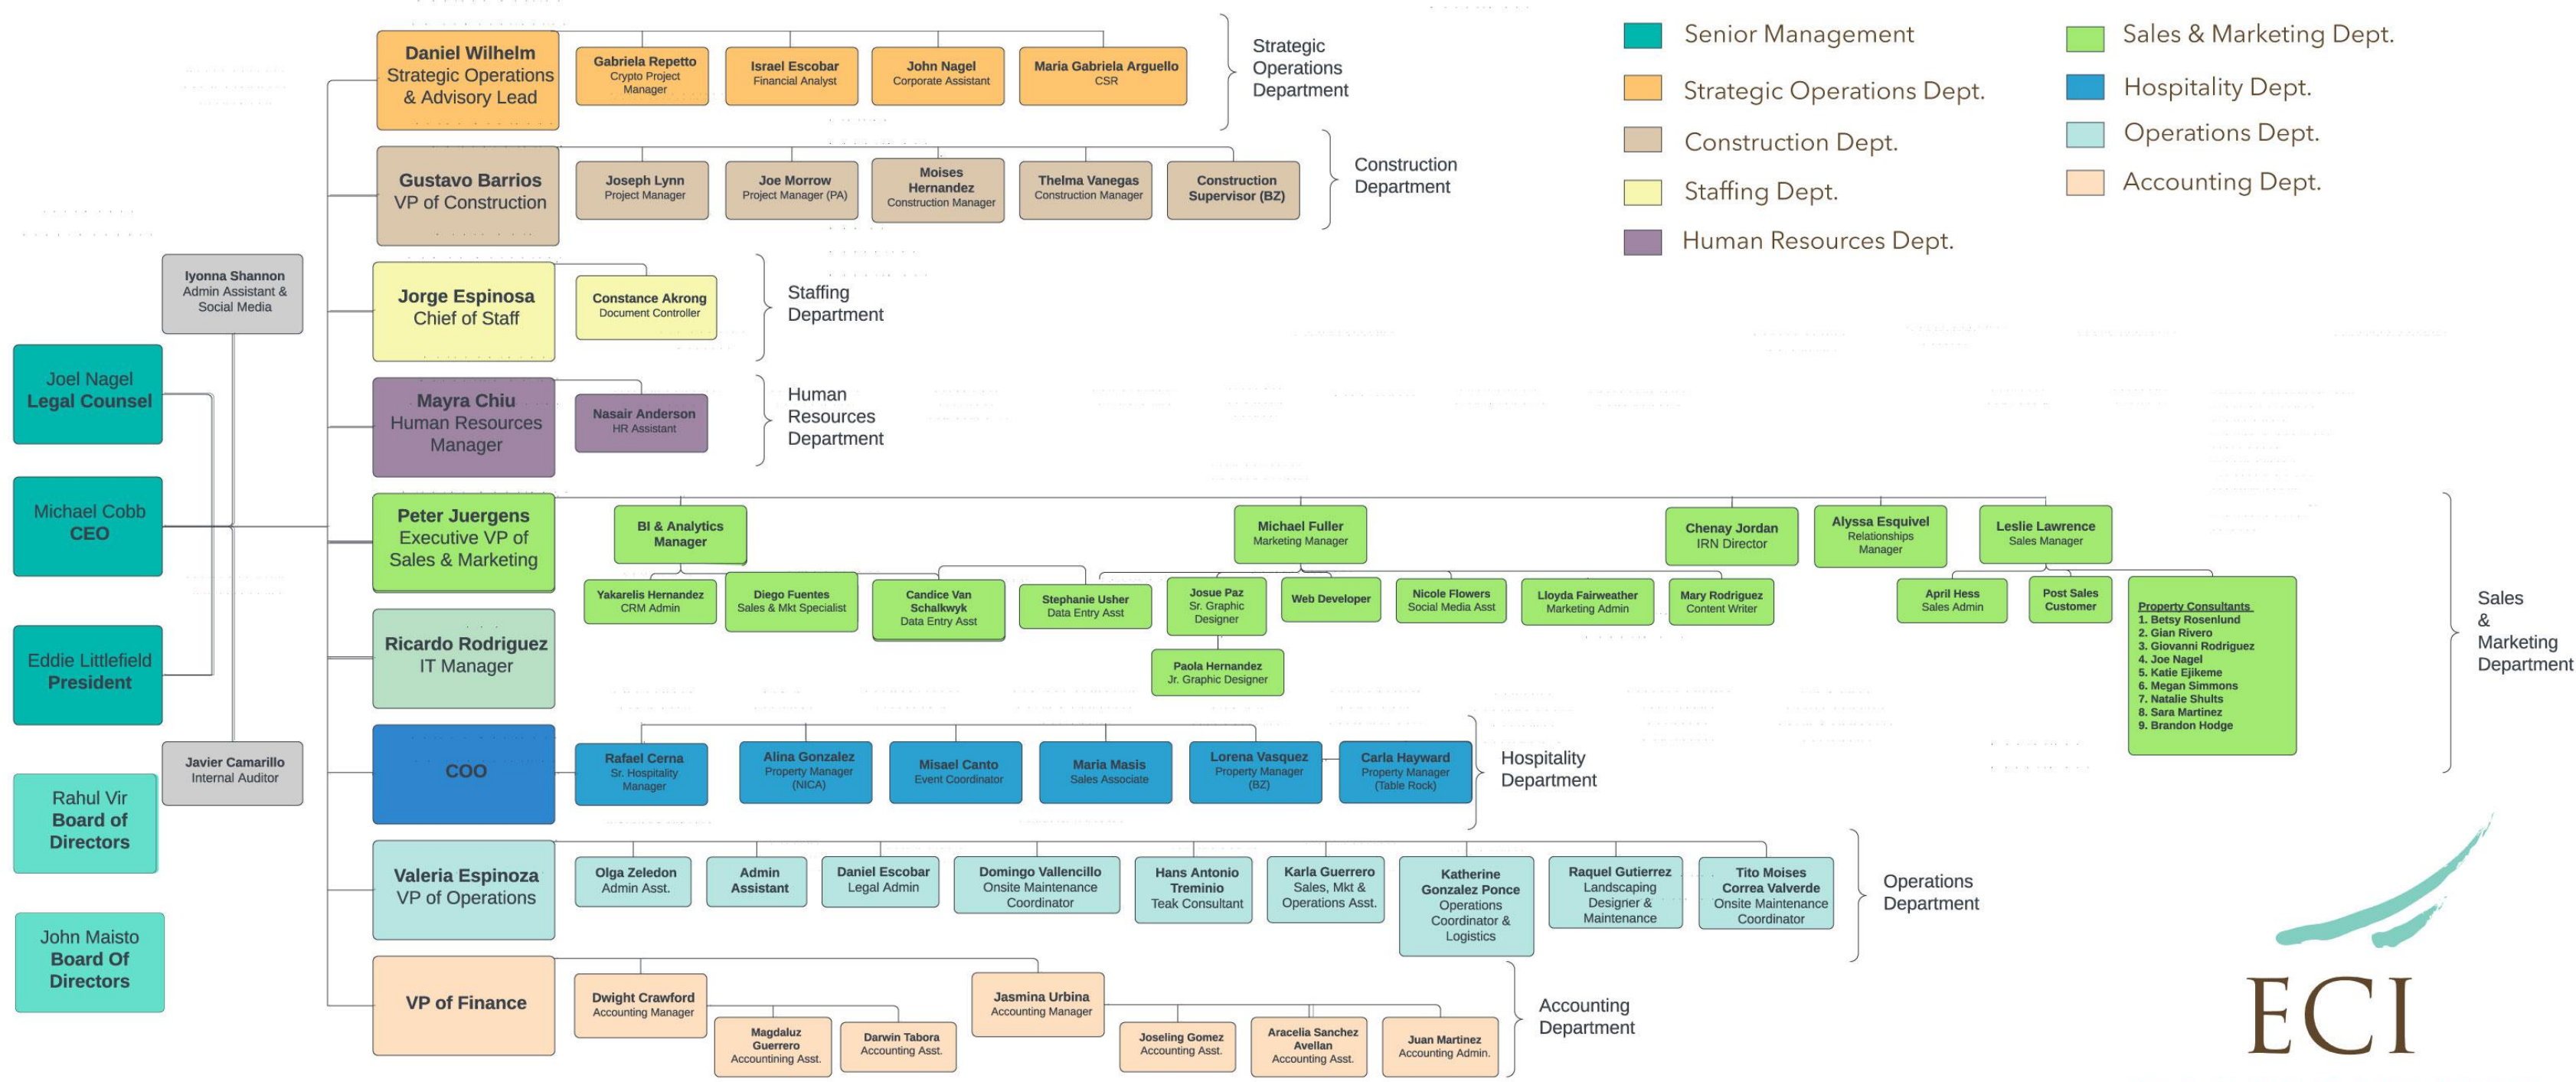 Daniel Wilhelm
Strategic Operations
& Advisory Lead
Gabriela Repetto
Crypto Project
Manager
Israel Escobar
Financial Analyst
John Nagel
Corporate Assistant
Maria Gabriela Arguello
CSR
Strategic
Operations
Department
Senior Management
Strategic Operations Dept.
Construction Dept.
Staffing Dept.
Human Resources Dept.
Sales & Marketing Dept.
Hospitality Dept.
Operations Dept.
Accounting Dept.
Gustavo Barrios
VP of Construction
Joseph Lynn
Project Manager
Joe Morrow
Project Manager (PA)
Moises
Hernandez
Construction Manager
Thelma Vanegas
Construction Manager
Construction
Supervisor (BZ)
Construction
Department
Iyonna Shannon
Admin Assistant &
Social Media
Jorge Espinosa
Chief of Staff
Constance Akrong
Document Controller
Staffing
Department
Joel Nagel
Legal Counsel
Mayra Chiu
Human Resources
Manager
Nasair Anderson
HR Assistant
Human
Resources
Department
Michael Cobb
CEO
Peter Juergens
Executive VP of
Sales & Marketing
BI & Analytics
Manager
Michael Fuller
Marketing Manager
Chenay Jordan
IRN Director
Alyssa Esquivel
Relationships
Manager
Leslie Lawrence
Sales Manager
Yakarelis Hernandez
CRM Admin
Diego Fuentes
Sales & Mkt Specialist
Candice Van
Schalkwyk
Data Entry Asst
Stephanie Usher
Data Entry Asst
Josue Paz
Sr. Graphic
Designer
Web Developer
Nicole Flowers
Social Media Asst
Lloyda Fairweather
Marketing Admin
Mary Rodriguez
Content Writer
April Hess
Sales Admin
Post Sales
Customer
Property Consultants
1. Betsy Rosenlund
2. Gian Rivero
3. Giovanni Rodriguez
4. Joe Nagel
5. Katie Ejikeme
6. Megan Simmons
7. Natalie Shults
8. Sara Martinez
9. Brandon Hodge
Sales
&
Marketing
Department
Paola Hernandez
Jr. Graphic Designer
Eddie Littlefield
President
Ricardo Rodriguez
IT Manager
Javier Camarillo
Internal Auditor
COO
Rafael Cerna
Sr. Hospitality
Manager
Alina Gonzalez
Property Manager
(NICA)
Misael Canto
Event Coordinator
Maria Masis
Sales Associate
Lorena Vasquez
Property Manager
(BZ)
Carla Hayward
Property Manager
(Table Rock)
Hospitality
Department
Rahul Vir
Board of
Directors
Valeria Espinoza
VP of Operations
Olga Zeledon
Admin Asst.
Admin
Assistant
Daniel Escobar
Legal Admin
Domingo Vallencillo
Onsite Maintenance
Coordinator
Hans Antonio
Treminio
Teak Consultant
Karla Guerrero
Sales, Mkt &
Operations Asst.
Katherine
Gonzalez Ponce
Operations
Coordinator &
Logistics
Raquel Gutierrez
Landscaping
Designer &
Maintenance
Tito Moises
Correa Valverde
Onsite Maintenance
Coordinator
Operations
Department
John Maisto
Board Of
Directors
VP of Finance
Dwight Crawford
Accounting Manager
Magdaluz
Guerrero
Accountining Asst.
Darwin Tabora
Accounting Asst.
Jasmina Urbina
Accounting Manager
Joseling Gomez
Accounting Asst.
Aracelia Sanchez
Avellan
Accounting Asst.
Juan Martinez
Accounting Admin.
Accounting
Department
ECI